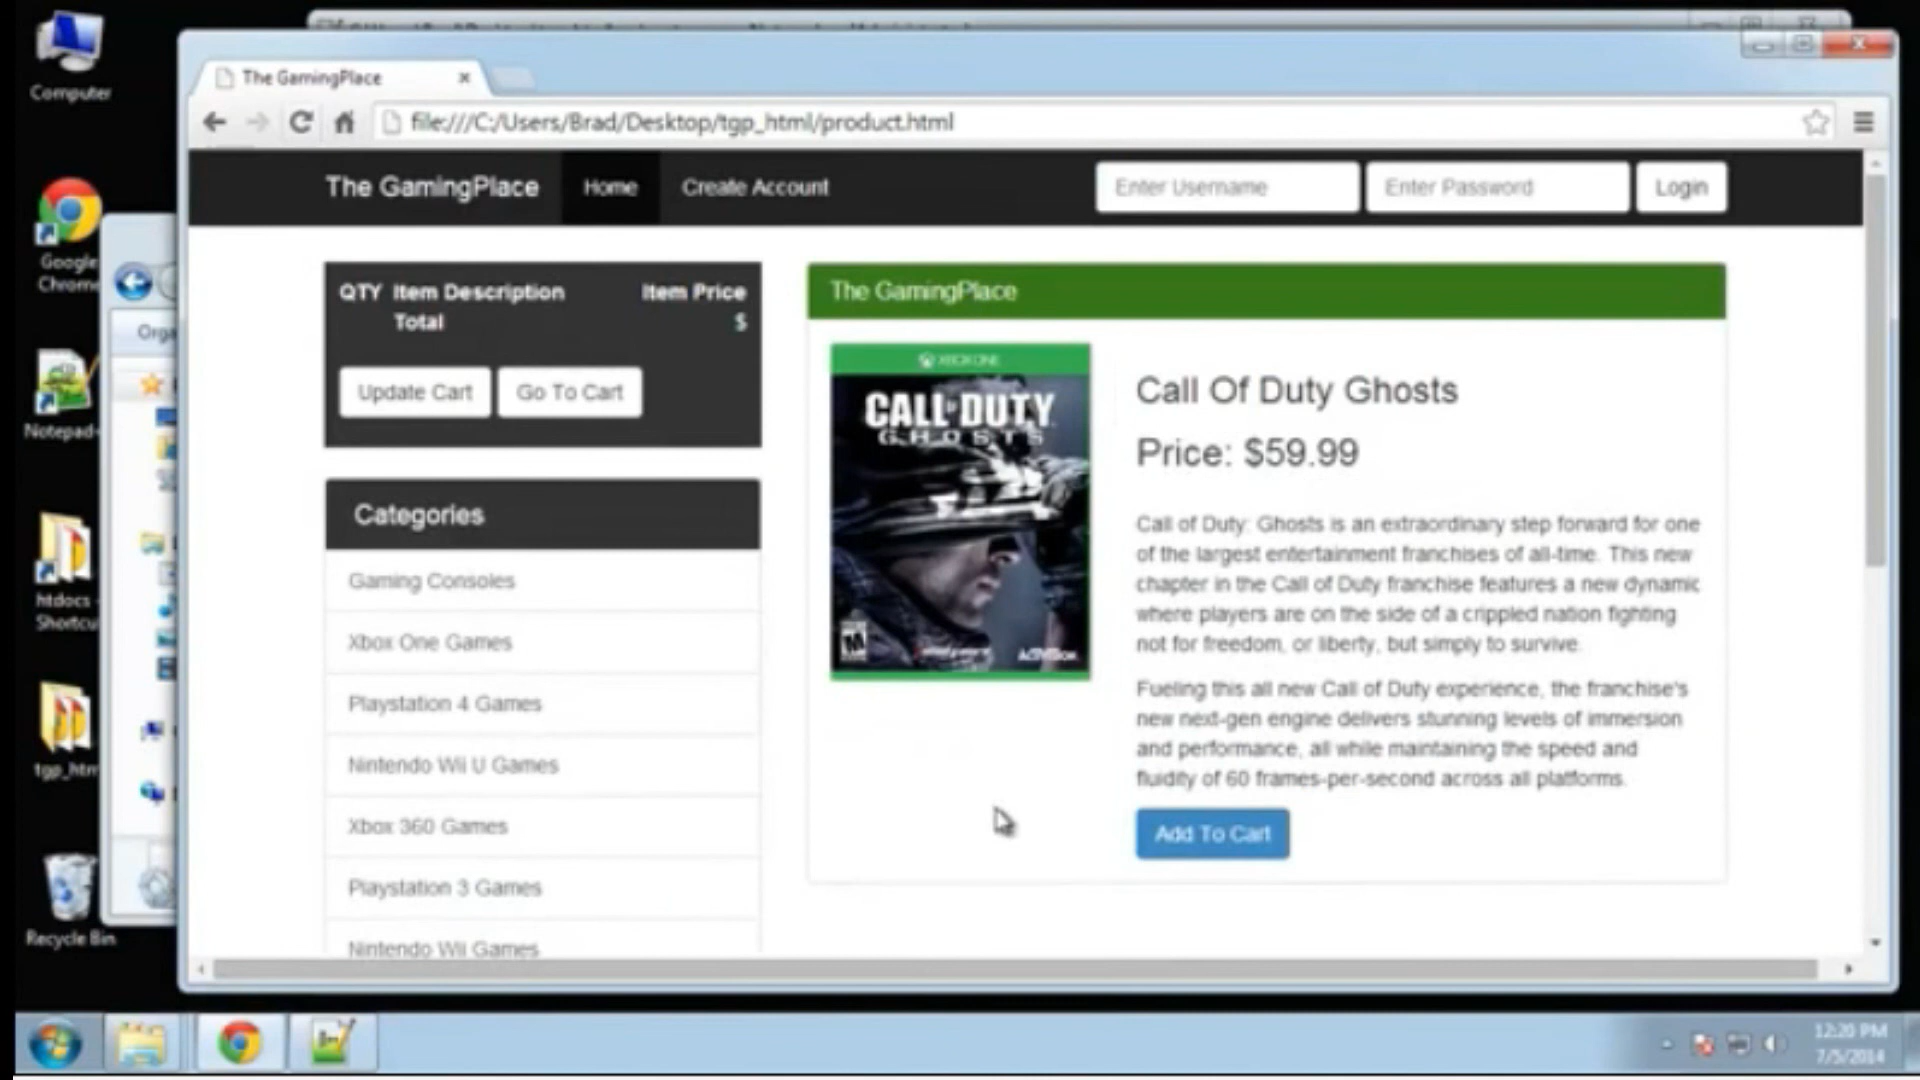 Computer
The GamingPlace
file:///C:/Users/Brad/Desktop/tgp_html/product.html
The GamingPlace Home Create Account Enter Username Enter Password Login
Google Chrome
QTY Item Description Item Price
Total $
Update Cart Go To Cart
The GamingPlace
XBOX ONE
CALL OF DUTY
GHOSTS
M
ACTIVISION
Call Of Duty Ghosts
Price: $59.99
Call of Duty: Ghosts is an extraordinary step forward for one
of the largest entertainment franchises of all-time. This new
chapter in the Call of Duty franchise features a new dynamic
where players are on the side of a crippled nation fighting
not for freedom, or liberty, but simply to survive.
Fueling this all new Call of Duty experience, the franchise's
new next-gen engine delivers stunning levels of immersion
and performance, all while maintaining the speed and
fluidity of 60 frames-per-second across all platforms.
Add To Cart
Categories
Gaming Consoles
Xbox One Games
Playstation 4 Games
Nintendo Wii U Games
Xbox 360 Games
Playstation 3 Games
Nintendo Wii Games
Orga
Notepad
htdocs -
Shortcu
tgp_htm
Recycle Bin
12:20 PM
7/5/2014